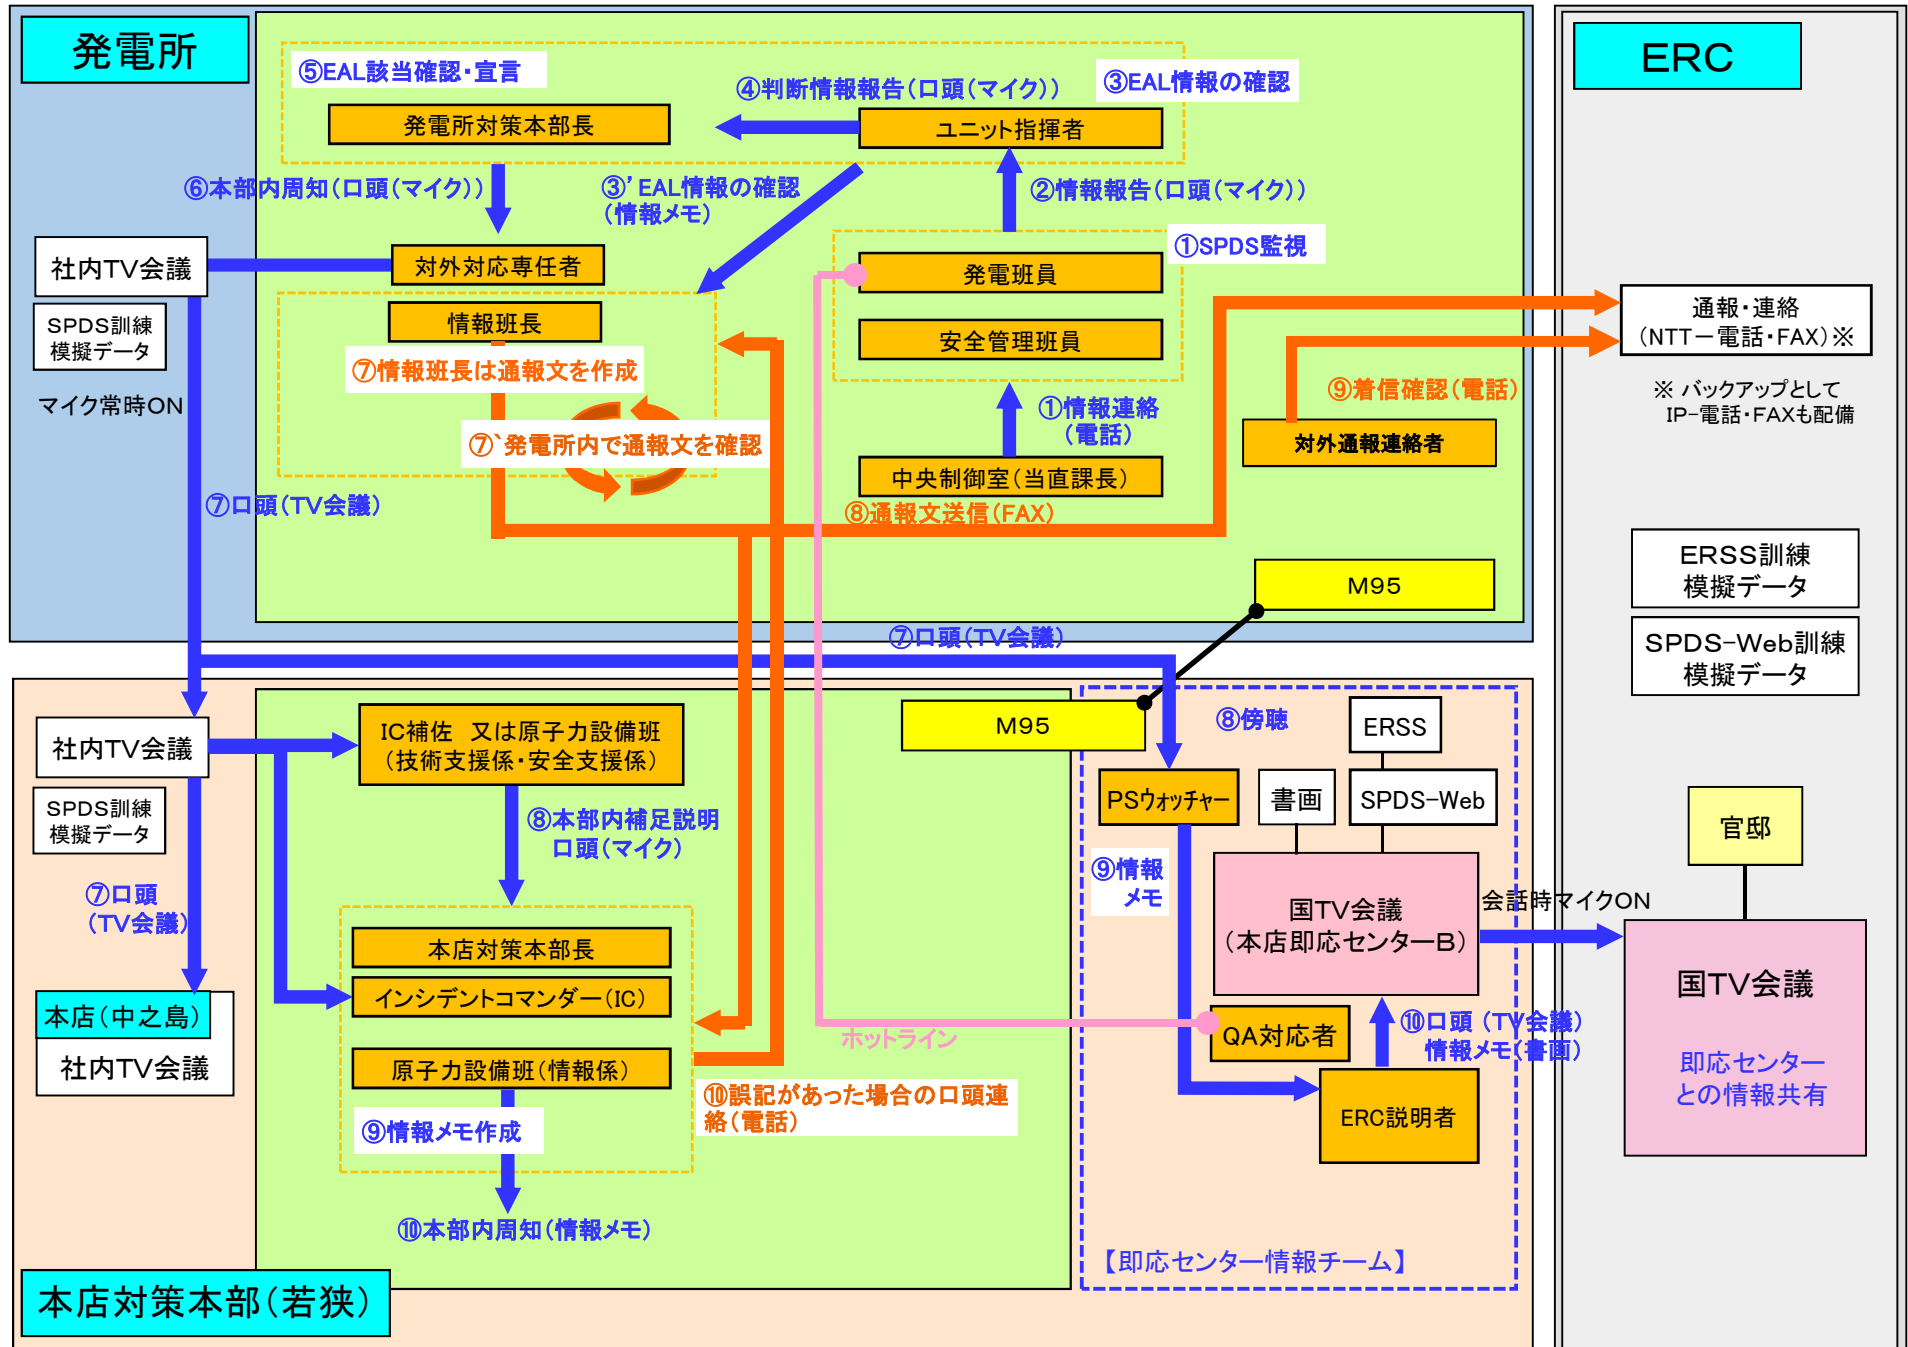 発電所
⑤EAL該当確認・宣言
④判断情報報告(口頭(マイク))
③EAL情報の確認
発電所対策本部長
ユニット指揮者
⑥本部内周知(口頭(マイク))
③’EAL情報の確認
(情報メモ)
②情報報告(口頭(マイク))
①SPDS監視
社内TV会議
対外対応専任者
発電班員
SPDS訓練
模擬データ
情報班長
安全管理班員
マイク常時ON
⑦情報班長は通報文を作成
⑦`発電所内で通報文を確認
①情報連絡
(電話)
中央制御室(当直課長)
⑨着信確認(電話)
対外通報連絡者
⑦口頭(TV会議)
⑧通報文送信(FAX)
M95
⑦口頭(TV会議)
ERC
通報・連絡
(NTT-電話・FAX)※
※ バックアップとして
IP-電話・FAXも配備
ERSS訓練
模擬データ
SPDS-Web訓練
模擬データ
官邸
国TV会議
即応センター
との情報共有
社内TV会議
SPDS訓練
模擬データ
⑦口頭
(TV会議)
本店(中之島)
社内TV会議
IC補佐 又は原子力設備班
(技術支援係・安全支援係)
⑧本部内補足説明
口頭(マイク)
本店対策本部長
インシデントコマンダー(IC)
原子力設備班(情報係)
⑨情報メモ作成
⑩本部内周知(情報メモ)
⑩誤記があった場合の口頭連
絡(電話)
ホットライン
M95
⑧傍聴
ERSS
PSウォッチャー
書画
SPDS-Web
⑨情報
メモ
国TV会議
(本店即応センターB)
会話時マイクON
QA対応者
⑩口頭 (TV会議)
情報メモ(書画)
ERC説明者
【即応センター情報チーム】
本店対策本部(若狭)